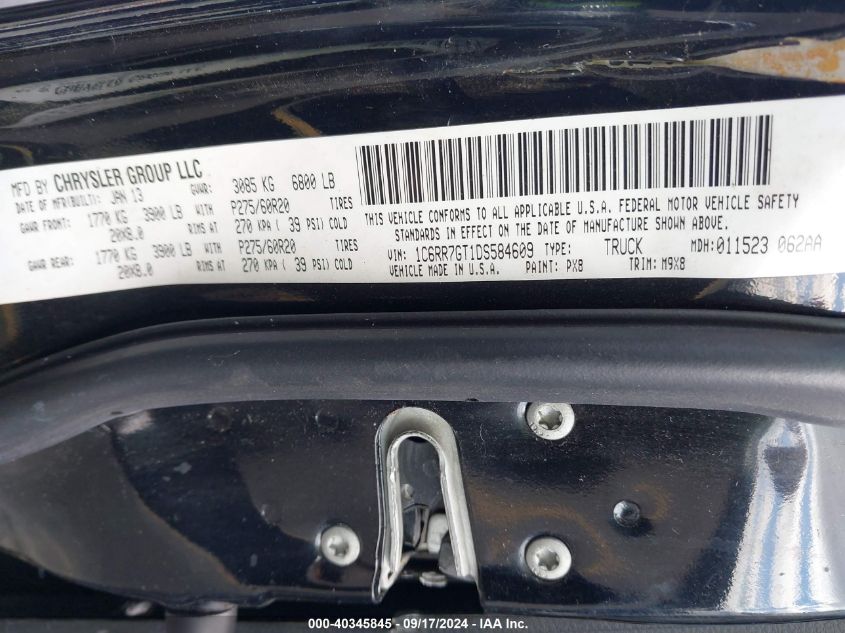 MFD BY CHRYSLER GROUP LLC
DATE OF MFR(BUILT): JAN 13 GVWR: 3085 KG 6800 LB
GAWR FRONT: 1770 KG 3900 LB WITH P275/60R20 TIRES
20X8.0 RIMS AT 270 KPA ( 39 PSI) COLD
GAWR REAR: 1770 KG 3900 LB WITH P275/60R20 TIRES
20X8.0 RIMS AT 270 KPA ( 39 PSI) COLD
THIS VEHICLE CONFORMS TO ALL APPLICABLE U.S.A. FEDERAL MOTOR VEHICLE SAFETY
STANDARDS IN EFFECT ON THE DATE OF MANUFACTURE SHOWN ABOVE.
VIN: 1C6RR7GT1DS584609 TYPE: TRUCK MDH: 011523 062AA
VEHICLE MADE IN U.S.A. PAINT: PX8 TRIM: M9X8
000-40345845 - 09/17/2024 - WWW.IAAI.COM